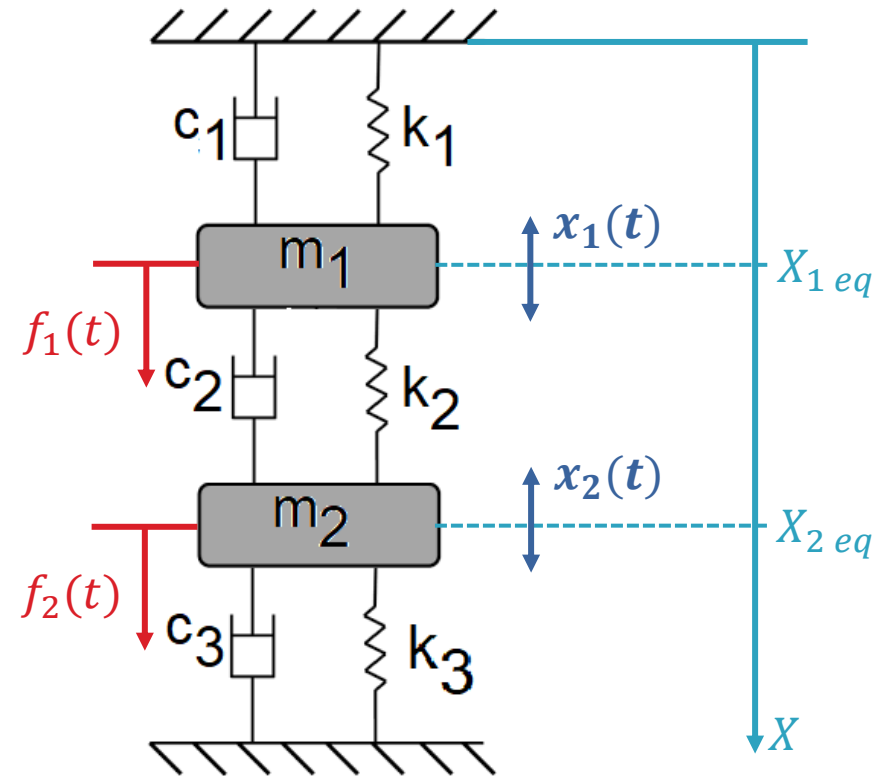 c₁
k₁
m₁
x₁(t)
X₁ eq
f₁(t)
c₂
k₂
x₂(t)
m₂
X₂ eq
f₂(t)
c₃
k₃
X